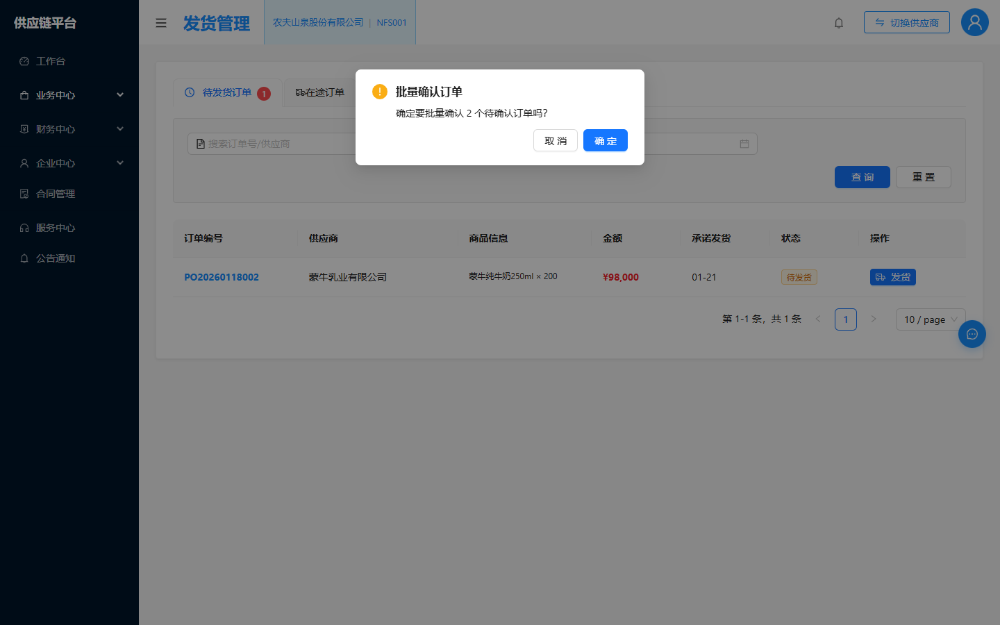 供应链平台
发货管理
农夫山泉股份有限公司 | NFS001
切换供应商
工作台
业务中心
财务中心
企业中心
合同管理
服务中心
公告通知
待发货订单 1
在途订单
批量确认订单
确定要批量确认 2 个待确认订单吗?
取 消
确 定
搜索订单号/供应商
查 询
重 置
订单编号 供应商 商品信息 金额 承诺发货 状态 操作
PO20260118002 蒙牛乳业有限公司 蒙牛纯牛奶250ml × 200 ¥98,000 01-21 待发货 发货
第 1-1 条，共 1 条 1 10 / page